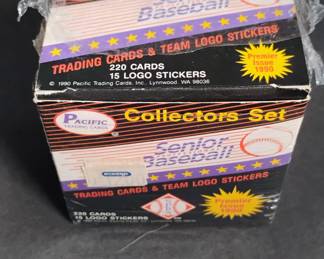 Baseball
TRADING CARDS & TEAM LOGO STICKERS
220 CARDS
15 LOGO STICKERS
Premier
Issue
1990
© 1990 Pacific Trading Cards, Inc. Lynnwood, WA 98036
PACIFIC
TRADING CARDS
Collectors Set
Senior
Baseball
TRADING CARDS & TEAM LOGO STICKERS
220 CARDS
15 LOGO STICKERS
Premier
Issue
1990